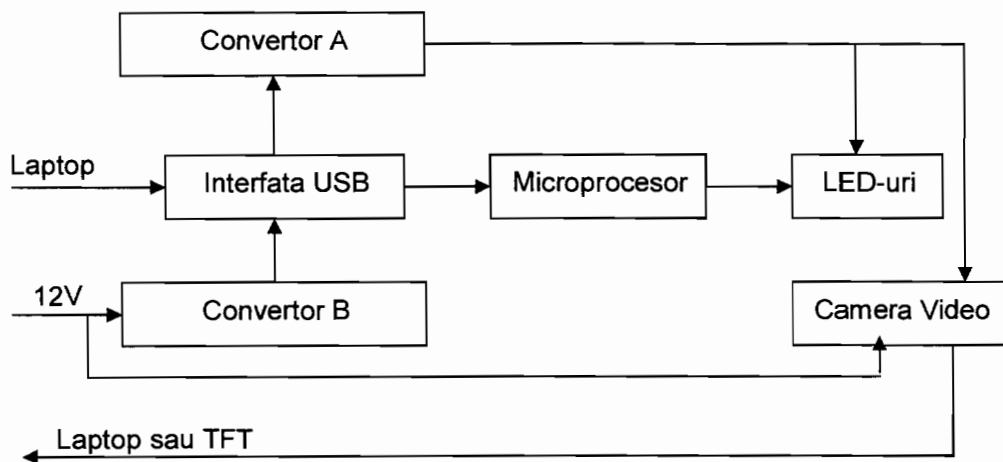 Convertor A
Laptop
Interfata USB
Microprocesor
LED-uri
12V
Convertor B
Camera Video
Laptop sau TFT